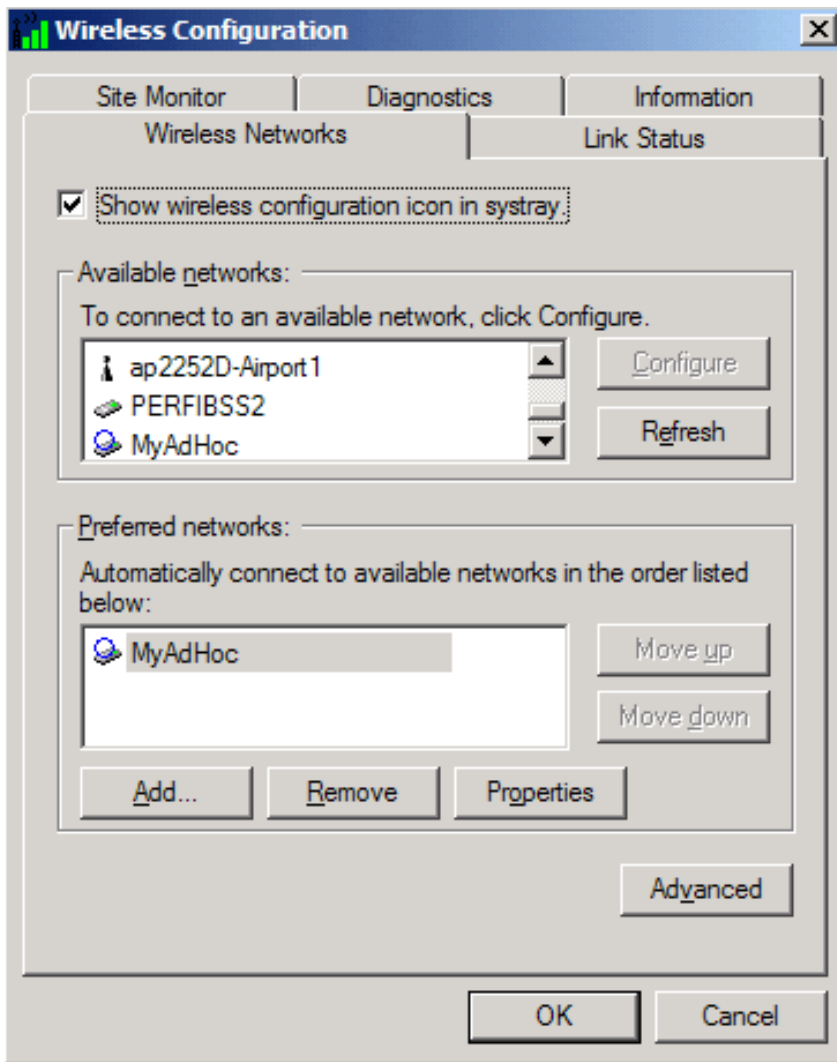 Wireless Configuration
Site Monitor Diagnostics Information
Wireless Networks Link Status
Show wireless configuration icon in systray.
Available networks:
To connect to an available network, click Configure.
ap2252D-Airport1
PERFIBSS2
MyAdHoc
Configure
Refresh
Preferred networks:
Automatically connect to available networks in the order listed
below:
MyAdHoc
Move up
Move down
Add... Remove Properties
Advanced
OK Cancel